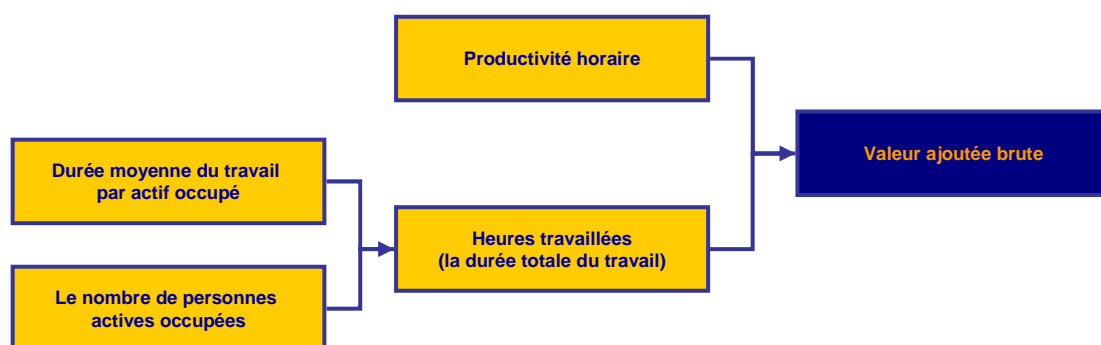 Productivité horaire
Valeur ajoutée brute
Durée moyenne du travail
par actif occupé
Heures travaillées
(la durée totale du travail)
Le nombre de personnes
actives occupées